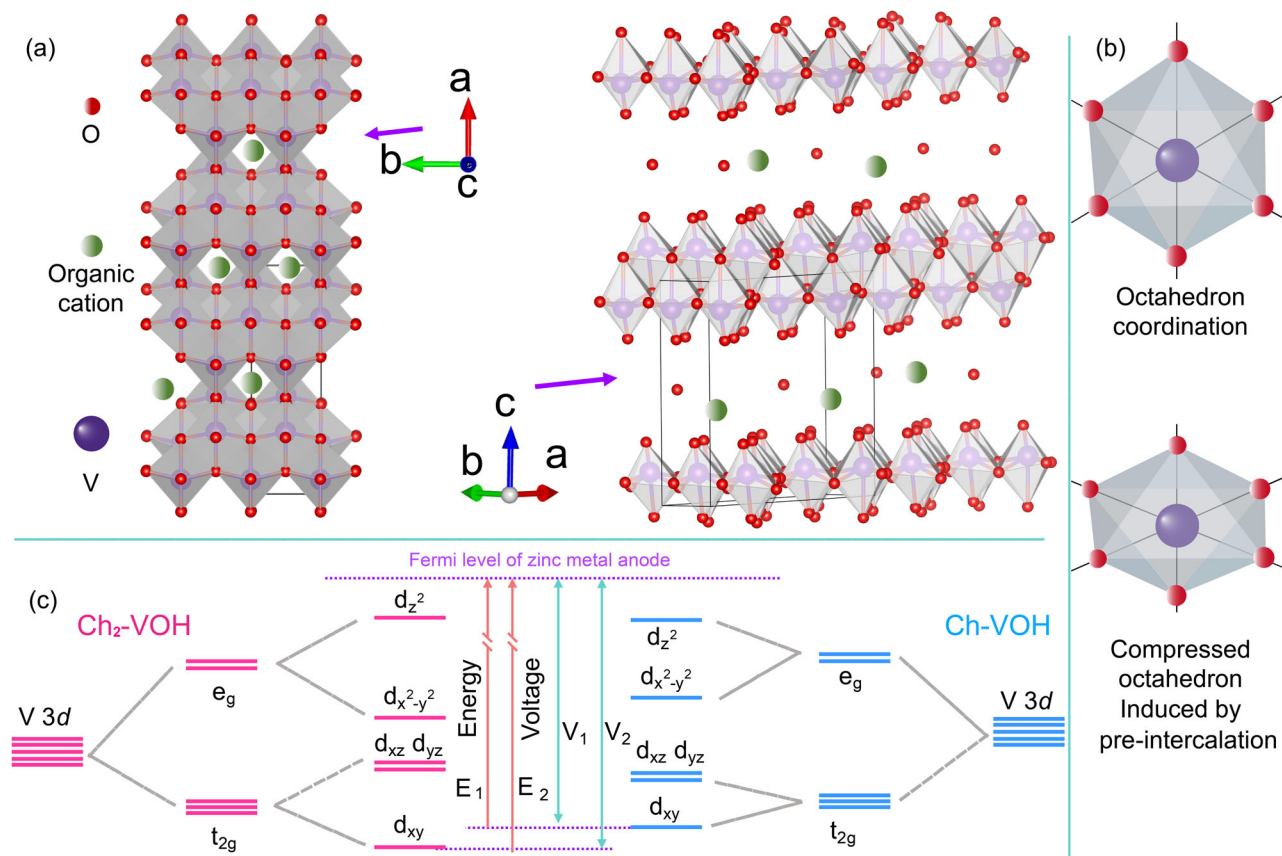 (a)
O
Organic
cation
V
a
b
c
c
b
a
(b)
Octahedron
coordination
Compressed
octahedron
Induced by
pre-intercalation
(c)
Fermi level of zinc metal anode
Ch₂-VOH
V 3d
e_g
t_2g
d_z²
d_x²-y²
d_xz d_yz
d_xy
Energy
E₁
Voltage
E₂
V₁
V₂
d_z²
d_x²-y²
d_xz d_yz
d_xy
e_g
t_2g
Ch-VOH
V 3d